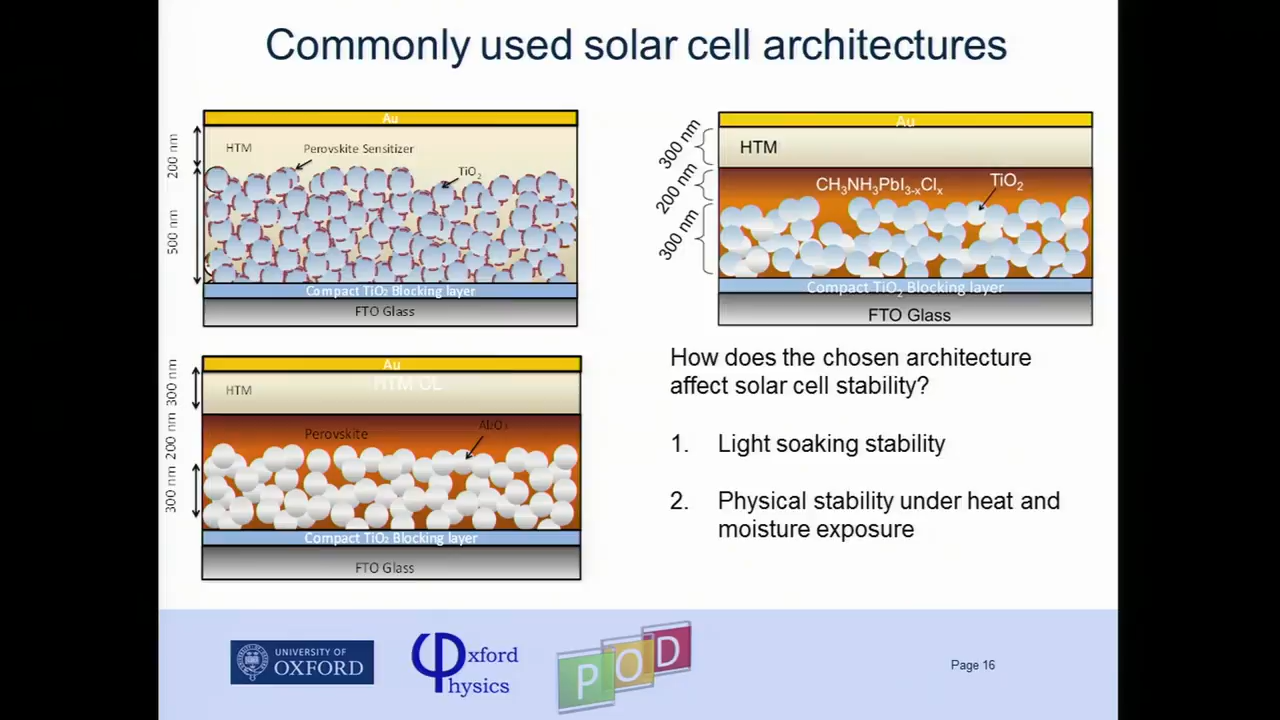 Commonly used solar cell architectures
Au
HTM
Perovskite Sensitizer
TiO₂
200 nm
500 nm
Compact TiO₂ Blocking layer
FTO Glass
Au
HTM
CH₃NH₃PbI₃₋ₓClₓ
TiO₂
300 nm
200 nm
300 nm
Compact TiO₂ Blocking layer
FTO Glass
Au
HTM CL
HTM
Perovskite
Al₂O₃
300 nm
200 nm
300 nm
Compact TiO₂ Blocking layer
FTO Glass
How does the chosen architecture
affect solar cell stability?
1. Light soaking stability
2. Physical stability under heat and
moisture exposure
UNIVERSITY OF
OXFORD
Oxford
Physics
POD
Page 16